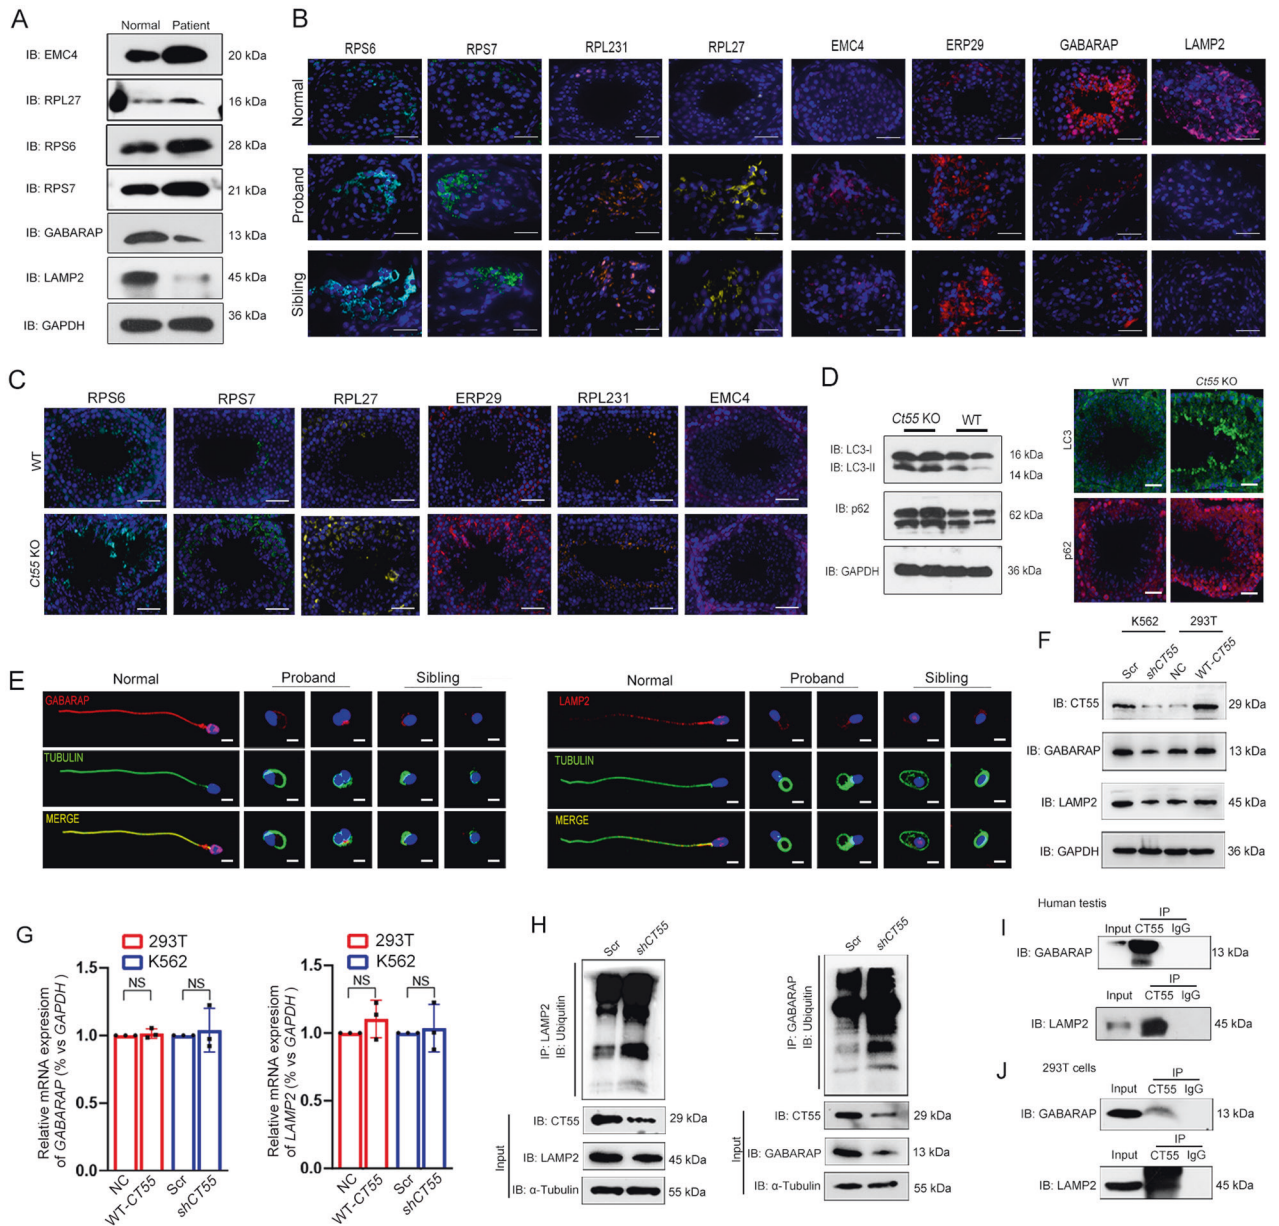 A
Normal Patient
IB: EMC4 20 kDa
IB: RPL27 16 kDa
IB: RPS6 28 kDa
IB: RPS7 21 kDa
IB: GABARAP 13 kDa
IB: LAMP2 45 kDa
IB: GAPDH 36 kDa
B
RPS6 RPS7 RPL231 RPL27 EMC4 ERP29 GABARAP LAMP2
Normal
Proband
Sibling
C
RPS6 RPS7 RPL27 ERP29 RPL231 EMC4
WT
Ct55 KO
D
Ct55 KO WT
IB: LC3-I 16 kDa
IB: LC3-II 14 kDa
IB: p62 62 kDa
IB: GAPDH 36 kDa
WT Ct55 KO
LC3
p62
E
Normal Proband Sibling
GABARAP
TUBULIN
MERGE
Normal Proband Sibling
LAMP2
TUBULIN
MERGE
F
K562 293T
Scr shCT55 NC WT-CT55
IB: CT55 29 kDa
IB: GABARAP 13 kDa
IB: LAMP2 45 kDa
IB: GAPDH 36 kDa
G
293T
K562
Relative mRNA expresiom
of GABARAP (% vs GAPDH )
1.5
1.0
0.5
0.0
NS NS
NC WT-CT55 Scr shCT55
293T
K562
Relative mRNA expresiom
of LAMP2 (% vs GAPDH )
1.5
1.0
0.5
0.0
NS NS
NC WT-CT55 Scr shCT55
H
Scr shCT55
IP: LAMP2
IB: Ubiquitin
Input
IB: CT55 29 kDa
IB: LAMP2 45 kDa
IB: α-Tubulin 55 kDa
Scr shCT55
IP: GABARAP
IB: Ubiquitin
Input
IB: CT55 29 kDa
IB: GABARAP 13 kDa
IB: α-Tubulin 55 kDa
I
Human testis
IP
Input CT55 IgG
IB: GABARAP 13 kDa
IP
Input CT55 IgG
IB: LAMP2 45 kDa
J
293T cells
IP
Input CT55 IgG
IB: GABARAP 13 kDa
IP
Input CT55 IgG
IB: LAMP2 45 kDa